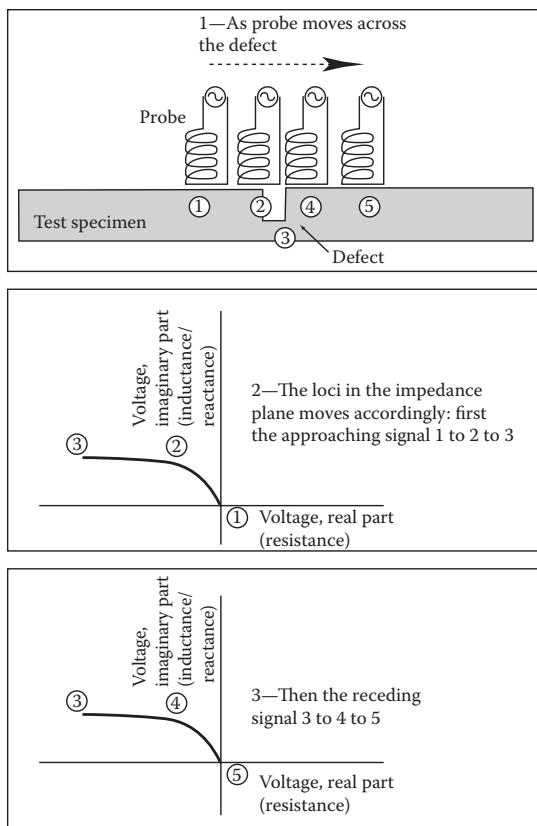 1—As probe moves across
the defect
Probe
① ② ④ ⑤
Test specimen
③
Defect
Voltage,
imaginary part
(inductance/
reactance)
2—The loci in the impedance
plane moves accordingly: first
the approaching signal 1 to 2 to 3
③ ②
① Voltage, real part
(resistance)
Voltage,
imaginary part
(inductance/
reactance)
③ ④
3—Then the receding
signal 3 to 4 to 5
⑤
Voltage, real part
(resistance)